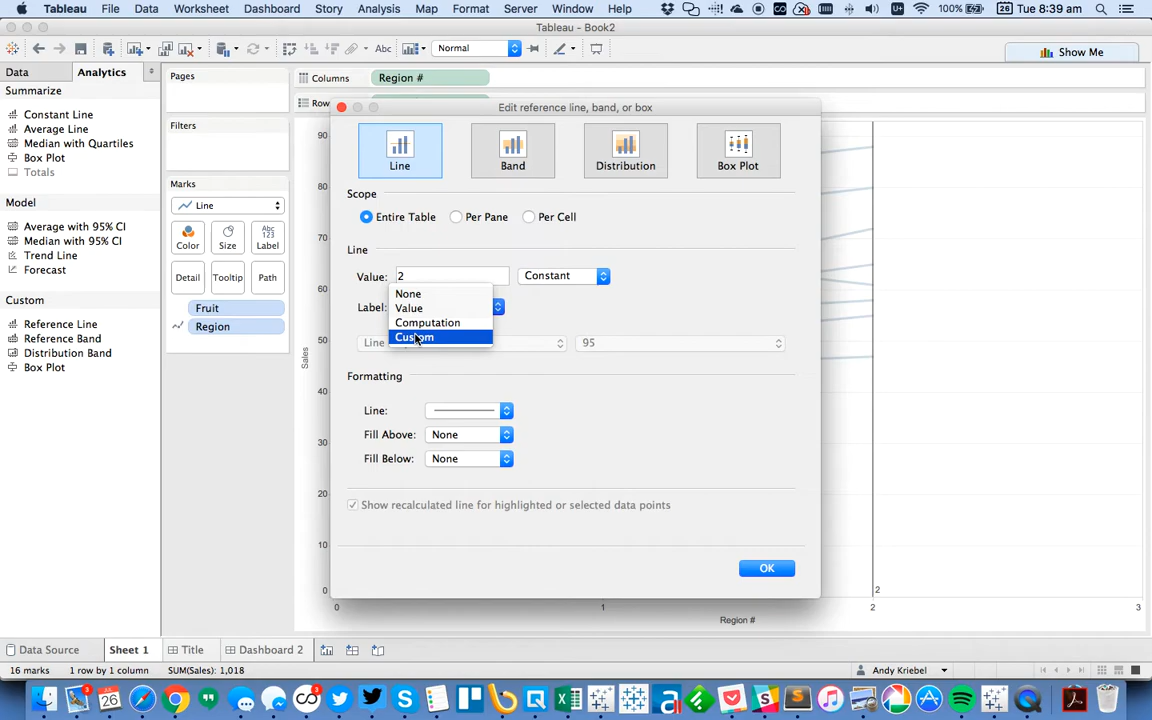 Tableau File Data Worksheet Dashboard Story Analysis Map Format Server Window Help 100% Tue 8:39 am
Tableau - Book2
Abc Normal Show Me
Data Analytics
Summarize
Constant Line
Average Line
Median with Quartiles
Box Plot
Totals
Model
Average with 95% CI
Median with 95% CI
Trend Line
Forecast
Custom
Reference Line
Reference Band
Distribution Band
Box Plot
Pages
Filters
Marks
Line
Color Size Abc 123 Label
Detail Tooltip Path
Fruit
Region
Columns Region #
Edit reference line, band, or box
Line Band Distribution Box Plot
Scope
Entire Table Per Pane Per Cell
Line
Value: 2 Constant
Label:
None
Value
Computation
Custom
Line 95
Formatting
Line:
Fill Above: None
Fill Below: None
Show recalculated line for highlighted or selected data points
OK
90
80
70
60
50
40
30
20
10
0
Sales
2
0 1 2 3
Region #
Data Source Sheet 1 Title Dashboard 2
16 marks 1 row by 1 column SUM(Sales): 1,018 Andy Kriebel